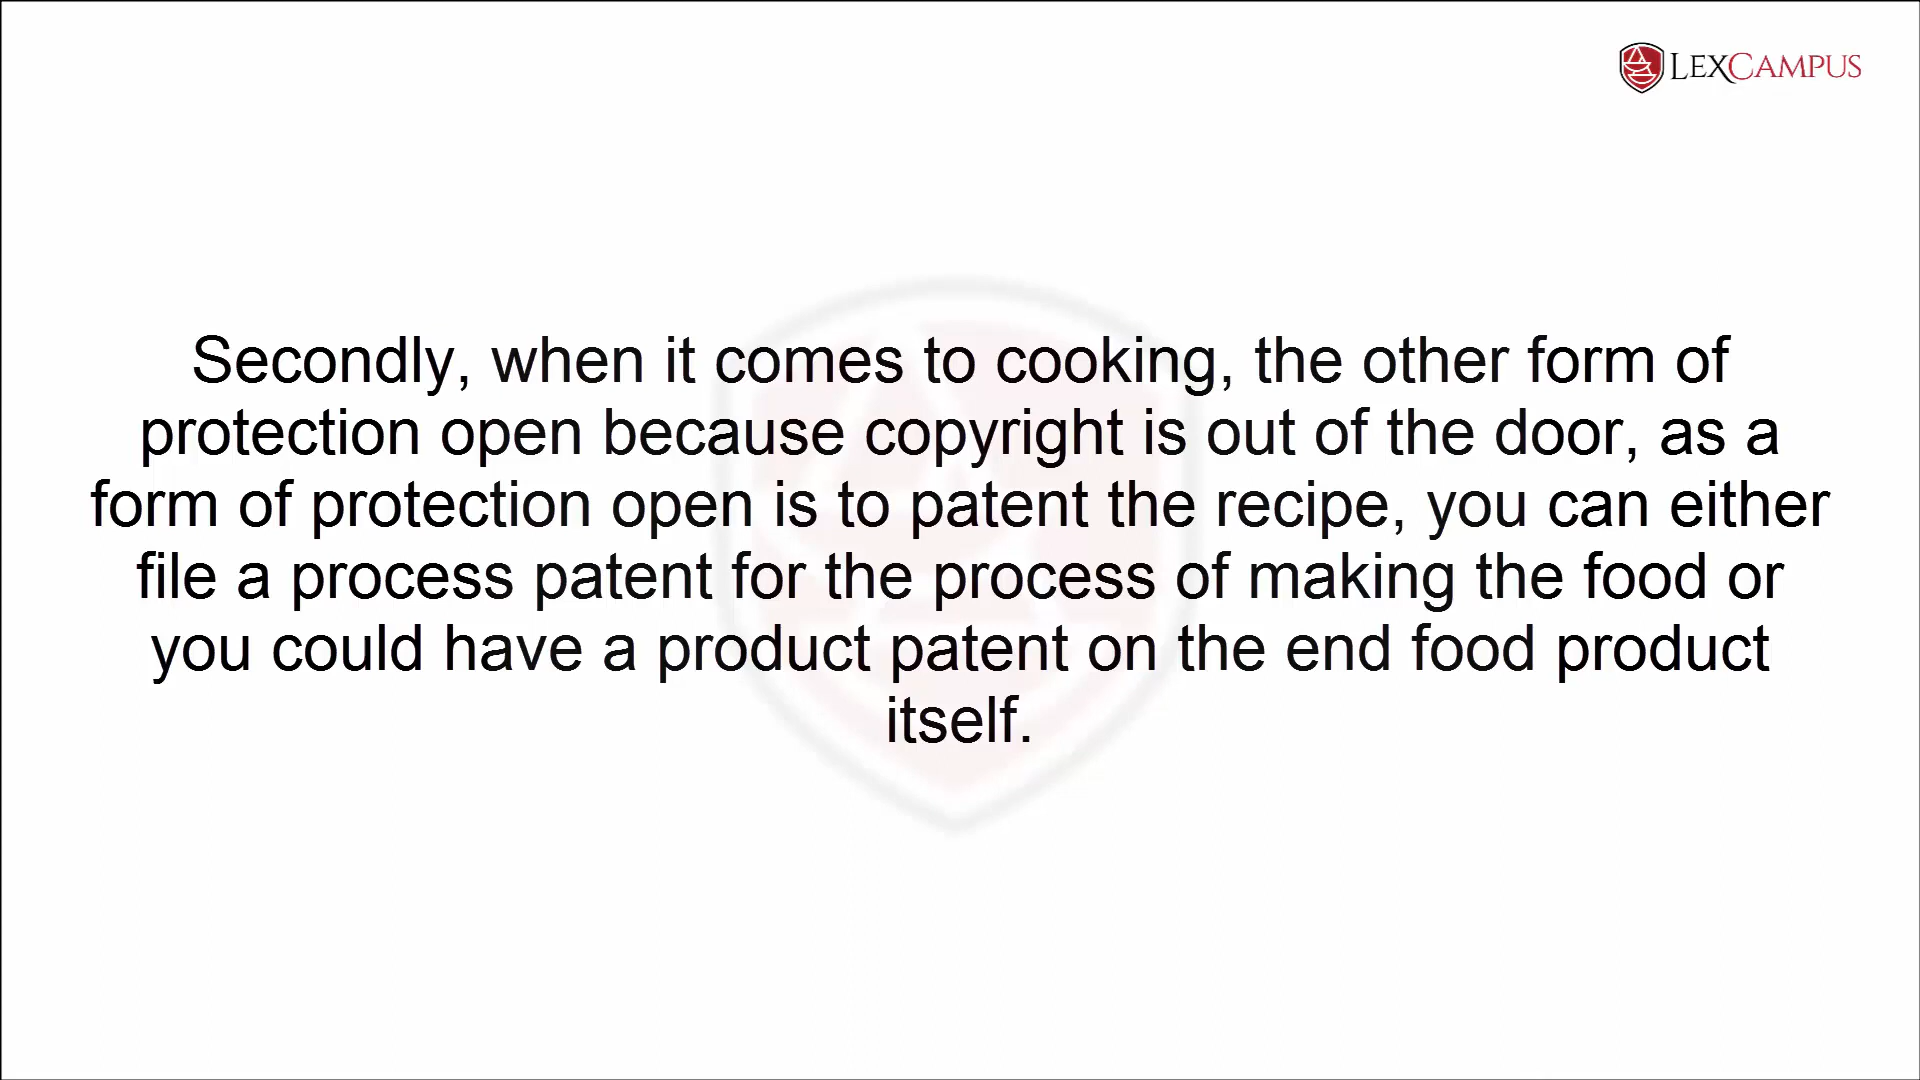 LEXCAMPUS
Secondly, when it comes to cooking, the other form of
protection open because copyright is out of the door, as a
form of protection open is to patent the recipe, you can either
file a process patent for the process of making the food or
you could have a product patent on the end food product
itself.